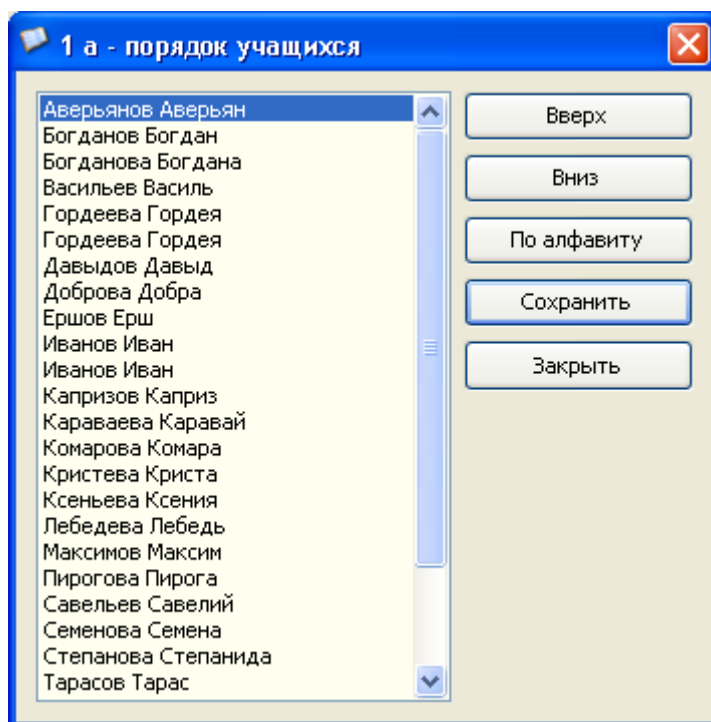 1 а - порядок учащихся
Аверьянов Аверьян
Богданов Богдан
Богданова Богдана
Васильев Василь
Гордеева Гордея
Гордеева Гордея
Давыдов Давыд
Доброва Добра
Ершов Ерш
Иванов Иван
Иванов Иван
Капризов Каприз
Караваева Каравай
Комарова Комара
Кристева Криста
Ксеньева Ксения
Лебедева Лебедь
Максимов Максим
Пирогова Пирога
Савельев Савелий
Семенова Семена
Степанова Степанида
Тарасов Тарас
Вверх
Вниз
По алфавиту
Сохранить
Закрыть